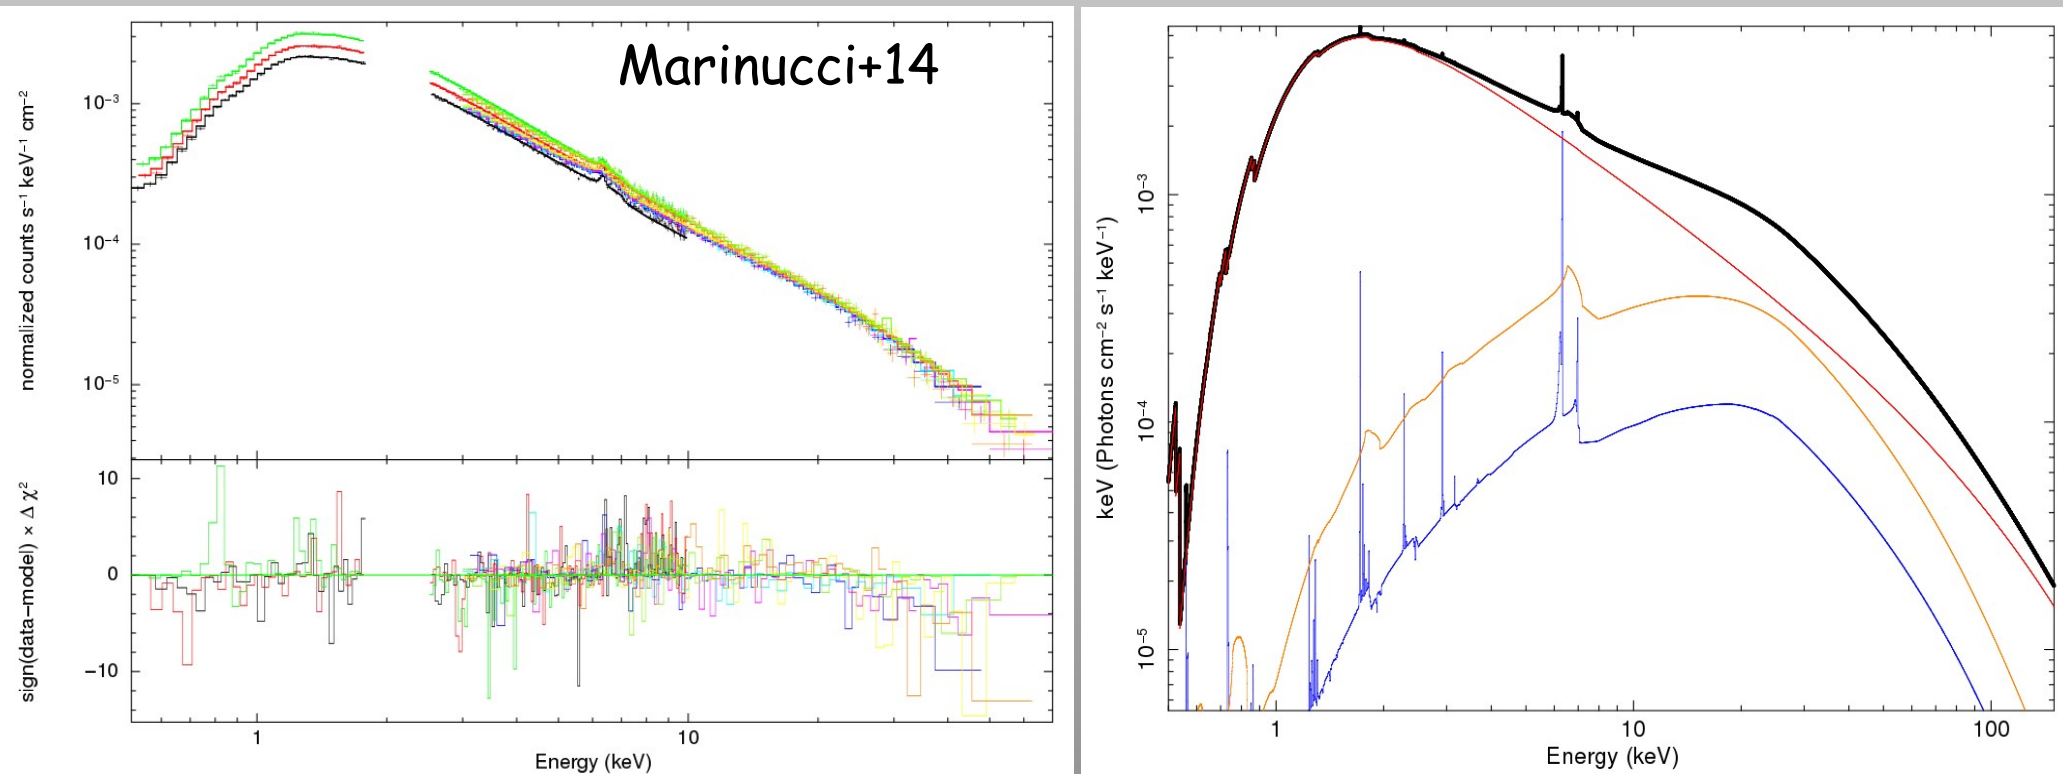 Marinucci+14
normalized counts s⁻¹ keV⁻¹ cm⁻²
10⁻³
10⁻⁴
10⁻⁵
sign(data−model) × Δ χ²
10
0
−10
1
10
Energy (keV)
keV (Photons cm⁻² s⁻¹ keV⁻¹)
10⁻³
10⁻⁴
10⁻⁵
1
10
100
Energy (keV)